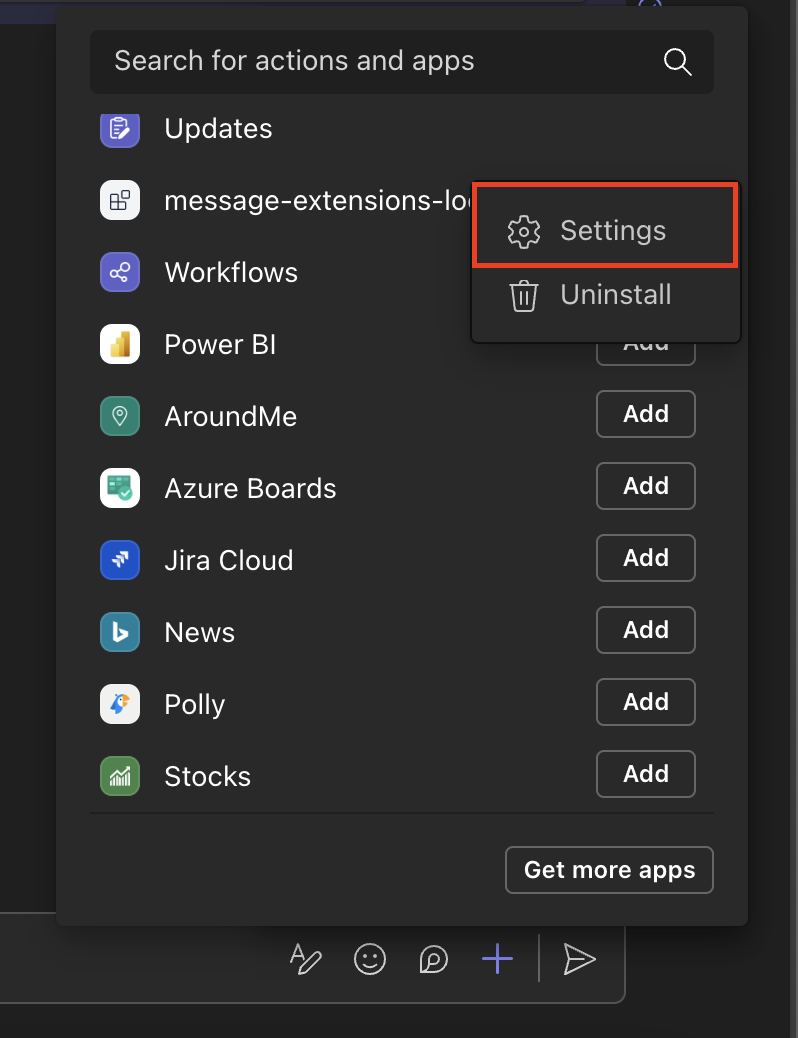 Search for actions and apps
Updates
message-extensions-loc
Settings
Workflows
Uninstall
Power BI
Add
AroundMe
Add
Azure Boards
Add
Jira Cloud
Add
News
Add
Polly
Add
Stocks
Add
Get more apps